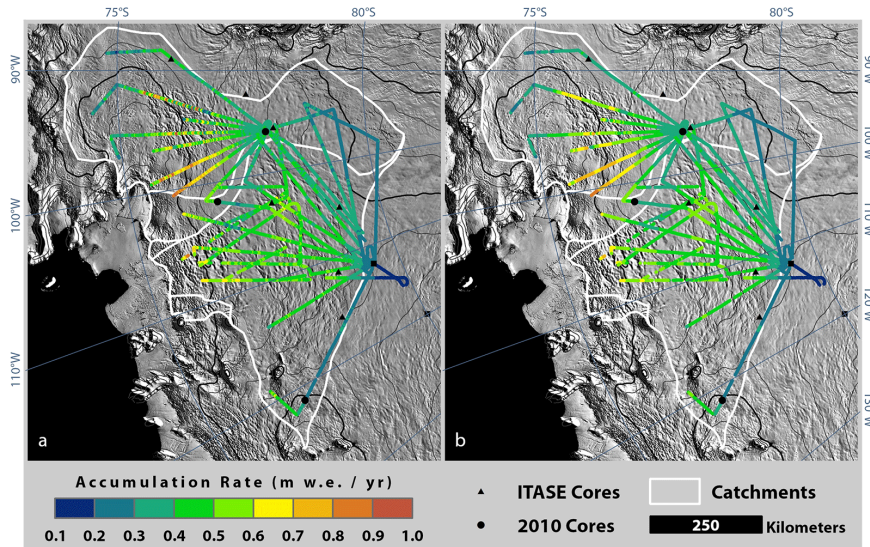 75°S 80°S 75°S 80°S
90°W
100°W
110°W
90°W
100°W
110°W
120°W
130°W
a b
Accumulation Rate (m w.e. / yr)
0.1 0.2 0.3 0.4 0.5 0.6 0.7 0.8 0.9 1.0
ITASE Cores
Catchments
2010 Cores
250 Kilometers